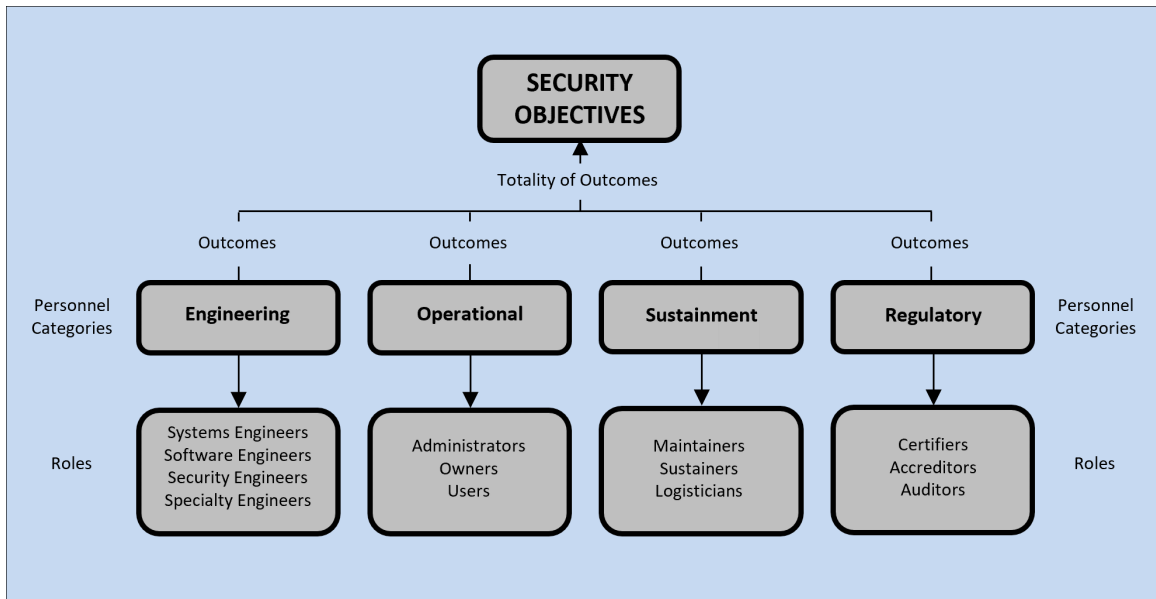 SECURITY
OBJECTIVES
Totality of Outcomes
Outcomes
Outcomes
Outcomes
Outcomes
Personnel
Categories
Engineering
Operational
Sustainment
Regulatory
Personnel
Categories
Roles
Systems Engineers
Software Engineers
Security Engineers
Specialty Engineers
Administrators
Owners
Users
Maintainers
Sustainers
Logisticians
Certifiers
Accreditors
Auditors
Roles